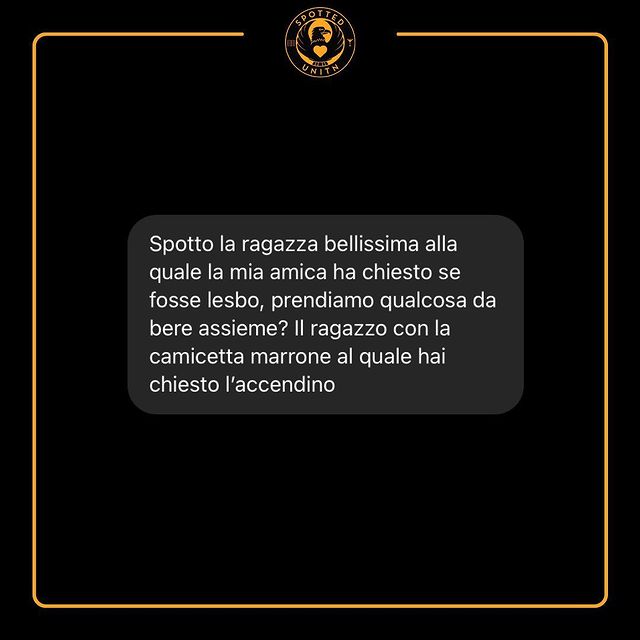 SPOTTED
UNITN
Spotto la ragazza bellissima alla
quale la mia amica ha chiesto se
fosse lesbo, prendiamo qualcosa da
bere assieme? Il ragazzo con la
camicetta marrone al quale hai
chiesto l’accendino